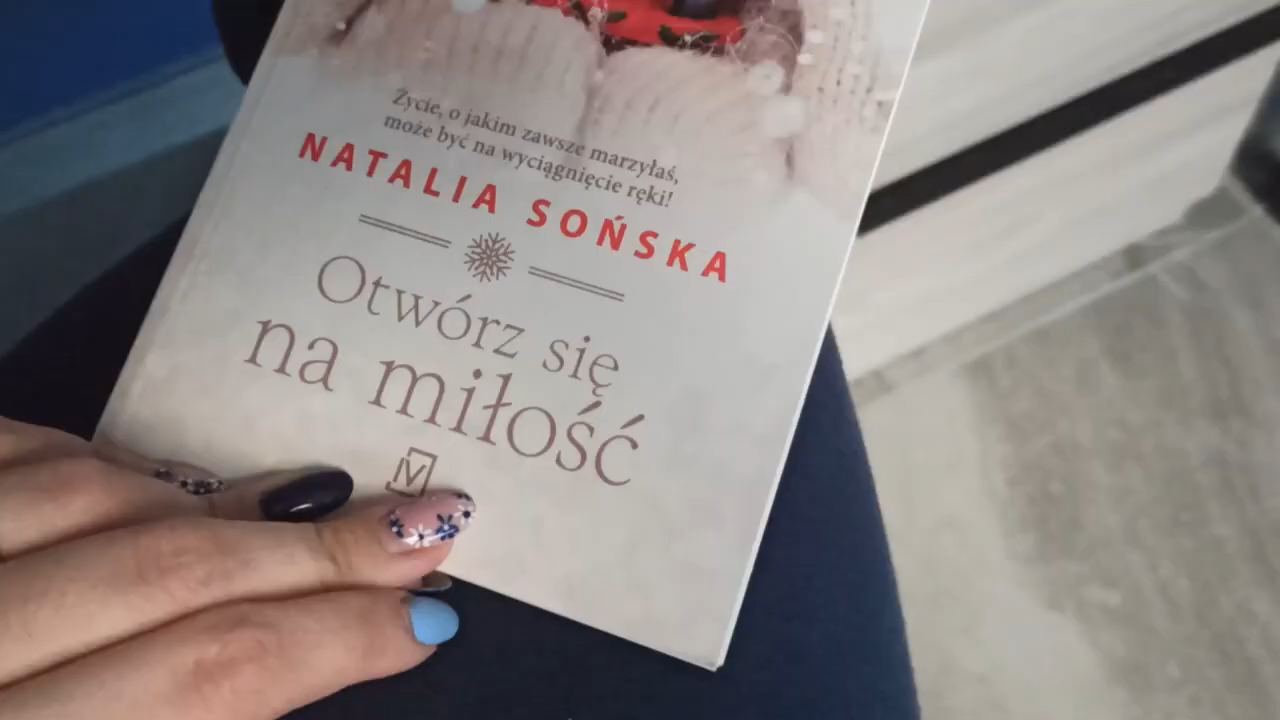 Życie, o jakim zawsze marzyłaś,
może być na wyciągnięcie ręki!
NATALIA SOŃSKA
Otwórz się
na miłość